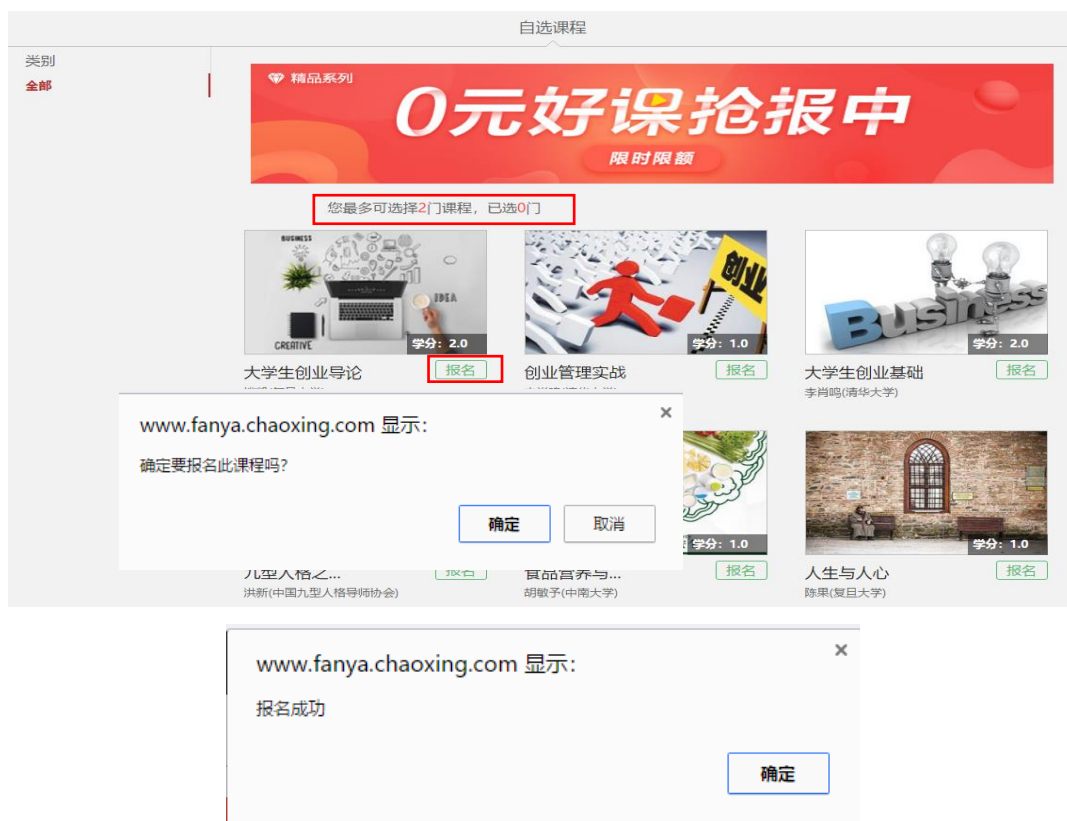 自选课程
类别
全部
精品系列
0元好课抢报中
限时限额
您最多可选择2门课程，已选0门
BUSINESS
IDEA
CREATIVE
学分：2.0
创业
学分：1.0
Business
学分：2.0
大学生创业导论
报名
创业管理实战
报名
大学生创业基础
报名
李肖鸣(清华大学)
www.fanya.chaoxing.com 显示：
×
确定要报名此课程吗?
确定
取消
学分：1.0
学分：1.0
九型人格之...
报名
食品营养与...
报名
人生与人心
报名
洪新(中国九型人格导师协会)
胡敏予(中南大学)
陈果(复旦大学)
www.fanya.chaoxing.com 显示：
×
报名成功
确定